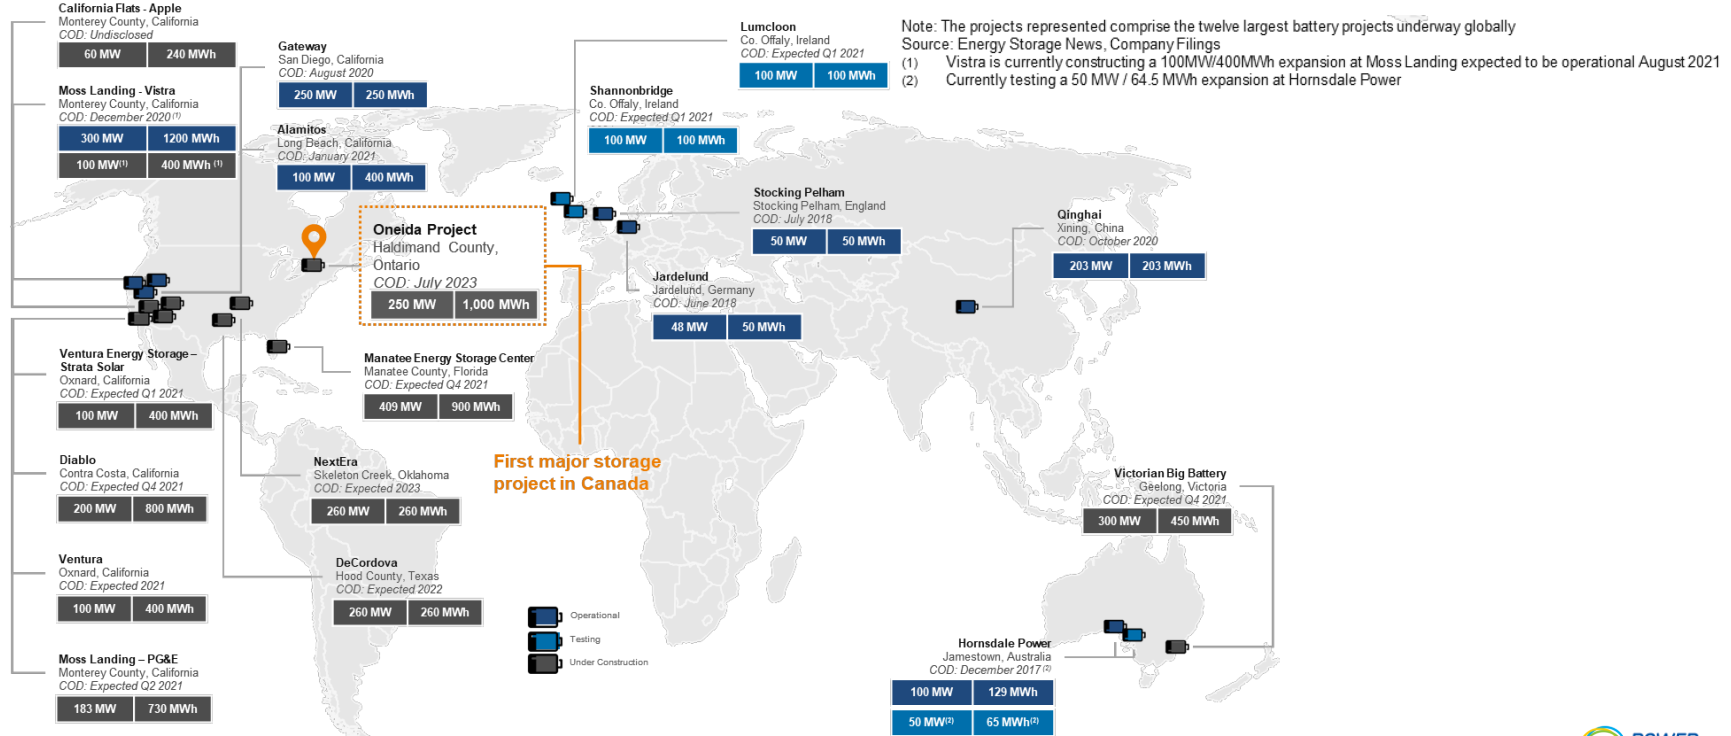 California Flats - Apple
Monterey County, California
COD: Undisclosed
60 MW 240 MWh
Moss Landing - Vistra
Monterey County, California
COD: December 2020 (1)
300 MW 1200 MWh
100 MW(1) 400 MWh (1)
Gateway
San Diego, California
COD: August 2020
250 MW 250 MWh
Alamitos
Long Beach, California
COD: January 2021
100 MW 400 MWh
Oneida Project
Haldimand County,
Ontario
COD: July 2023
250 MW 1,000 MWh
Lumcloon
Co. Offaly, Ireland
COD: Expected Q1 2021
100 MW 100 MWh
Shannonbridge
Co. Offaly, Ireland
COD: Expected Q1 2021
100 MW 100 MWh
Note: The projects represented comprise the twelve largest battery projects underway globally
Source: Energy Storage News, Company Filings
(1) Vistra is currently constructing a 100MW/400MWh expansion at Moss Landing expected to be operational August 2021
(2) Currently testing a 50 MW / 64.5 MWh expansion at Hornsdale Power
Stocking Pelham
Stocking Pelham, England
COD: July 2018
50 MW 50 MWh
Jardelund
Jardelund, Germany
COD: June 2018
48 MW 50 MWh
Qinghai
Xining, China
COD: October 2020
203 MW 203 MWh
Ventura Energy Storage –
Strata Solar
Oxnard, California
COD: Expected Q1 2021
100 MW 400 MWh
Manatee Energy Storage Center
Manatee County, Florida
COD: Expected Q4 2021
409 MW 900 MWh
First major storage
project in Canada
Diablo
Contra Costa, California
COD: Expected Q4 2021
200 MW 800 MWh
NextEra
Skeleton Creek, Oklahoma
COD: Expected 2023
260 MW 260 MWh
Ventura
Oxnard, California
COD: Expected 2021
100 MW 400 MWh
DeCordova
Hood County, Texas
COD: Expected 2022
260 MW 260 MWh
Moss Landing – PG&E
Monterey County, California
COD: Expected Q2 2021
183 MW 730 MWh
Operational
Testing
Under Construction
Victorian Big Battery
Geelong, Victoria
COD: Expected Q4 2021
300 MW 450 MWh
Hornsdale Power
Jamestown, Australia
COD: December 2017 (2)
100 MW 129 MWh
50 MW(2) 65 MWh(2)
POWER